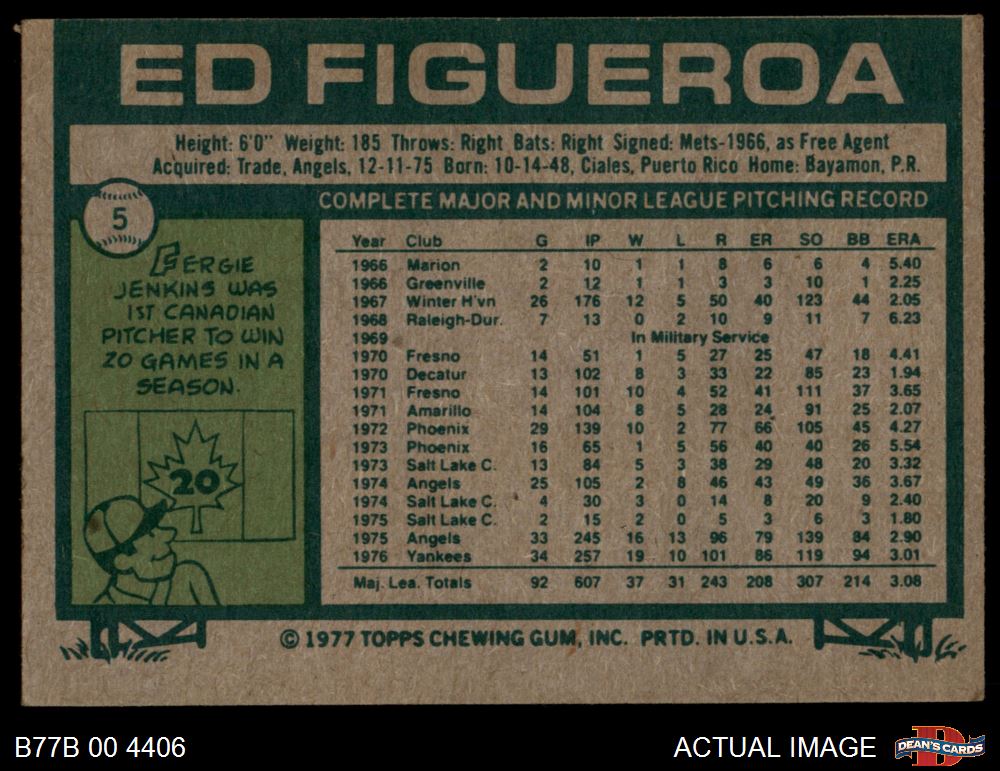 ED FIGUEROA
Height: 6'0" Weight: 185 Throws: Right Bats: Right Signed: Mets-1966, as Free Agent
Acquired: Trade, Angels, 12-11-75 Born: 10-14-48, Ciales, Puerto Rico Home: Bayamon, P.R.
5
FERGIE
JENKINS WAS
1ST CANADIAN
PITCHER TO WIN
20 GAMES IN A
SEASON.
20
COMPLETE MAJOR AND MINOR LEAGUE PITCHING RECORD
Year Club G IP W L R ER SO BB ERA
1966 Marion 2 10 1 1 8 6 6 4 5.40
1966 Greenville 2 12 1 1 3 3 10 1 2.25
1967 Winter H'vn 26 176 12 5 50 40 123 44 2.05
1968 Raleigh-Dur. 7 13 0 2 10 9 11 7 6.23
1969 In Military Service
1970 Fresno 14 51 1 5 27 25 47 18 4.41
1970 Decatur 13 102 8 3 33 22 85 23 1.94
1971 Fresno 14 101 10 4 52 41 111 37 3.65
1971 Amarillo 14 104 8 5 28 24 91 25 2.07
1972 Phoenix 29 139 10 2 77 66 105 45 4.27
1973 Phoenix 16 65 1 5 56 40 40 26 5.54
1973 Salt Lake C. 13 84 5 3 38 29 48 20 3.32
1974 Angels 25 105 2 8 46 43 49 36 3.67
1974 Salt Lake C. 4 30 3 0 14 8 20 9 2.40
1975 Salt Lake C. 2 15 2 0 5 3 6 3 1.80
1975 Angels 33 245 16 13 96 79 139 84 2.90
1976 Yankees 34 257 19 10 101 86 119 94 3.01
Maj. Lea. Totals 92 607 37 31 243 208 307 214 3.08
© 1977 TOPPS CHEWING GUM, INC. PRTD. IN U.S.A.
B77B 00 4406
ACTUAL IMAGE
D
DEAN'S CARDS